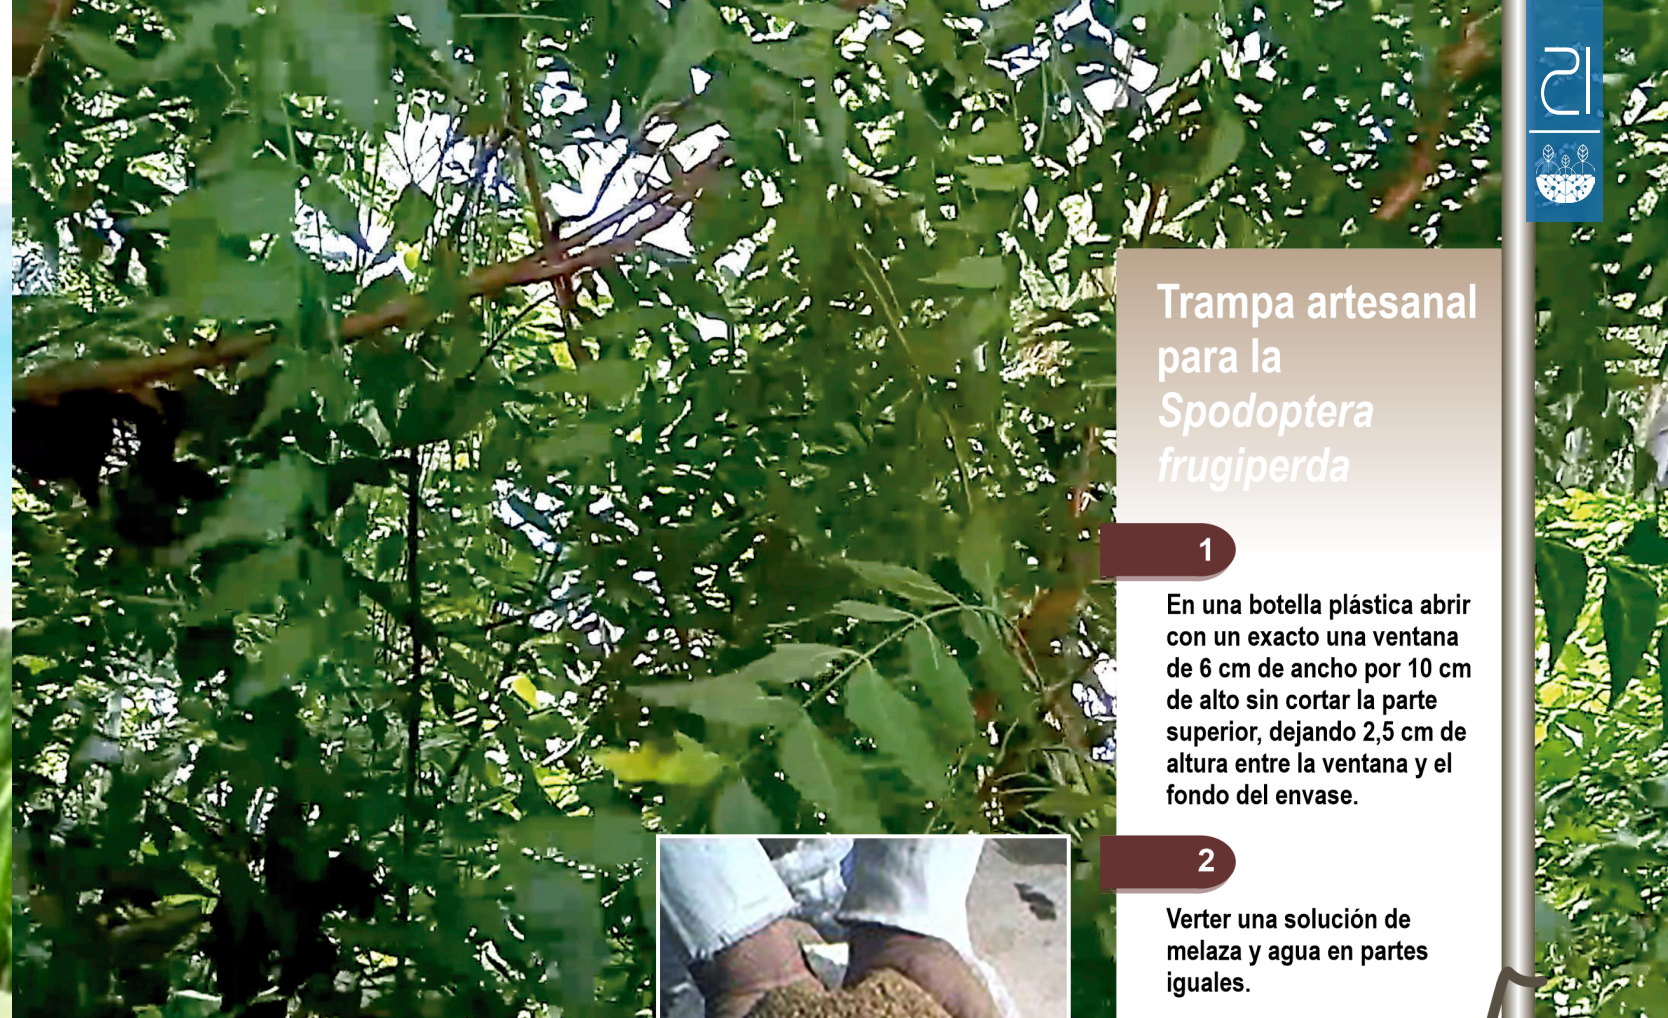 21
Trampa artesanal
para la
Spodoptera
frugiperda
1
En una botella plástica abrir
con un exacto una ventana
de 6 cm de ancho por 10 cm
de alto sin cortar la parte
superior, dejando 2,5 cm de
altura entre la ventana y el
fondo del envase.
2
Verter una solución de
melaza y agua en partes
iguales.